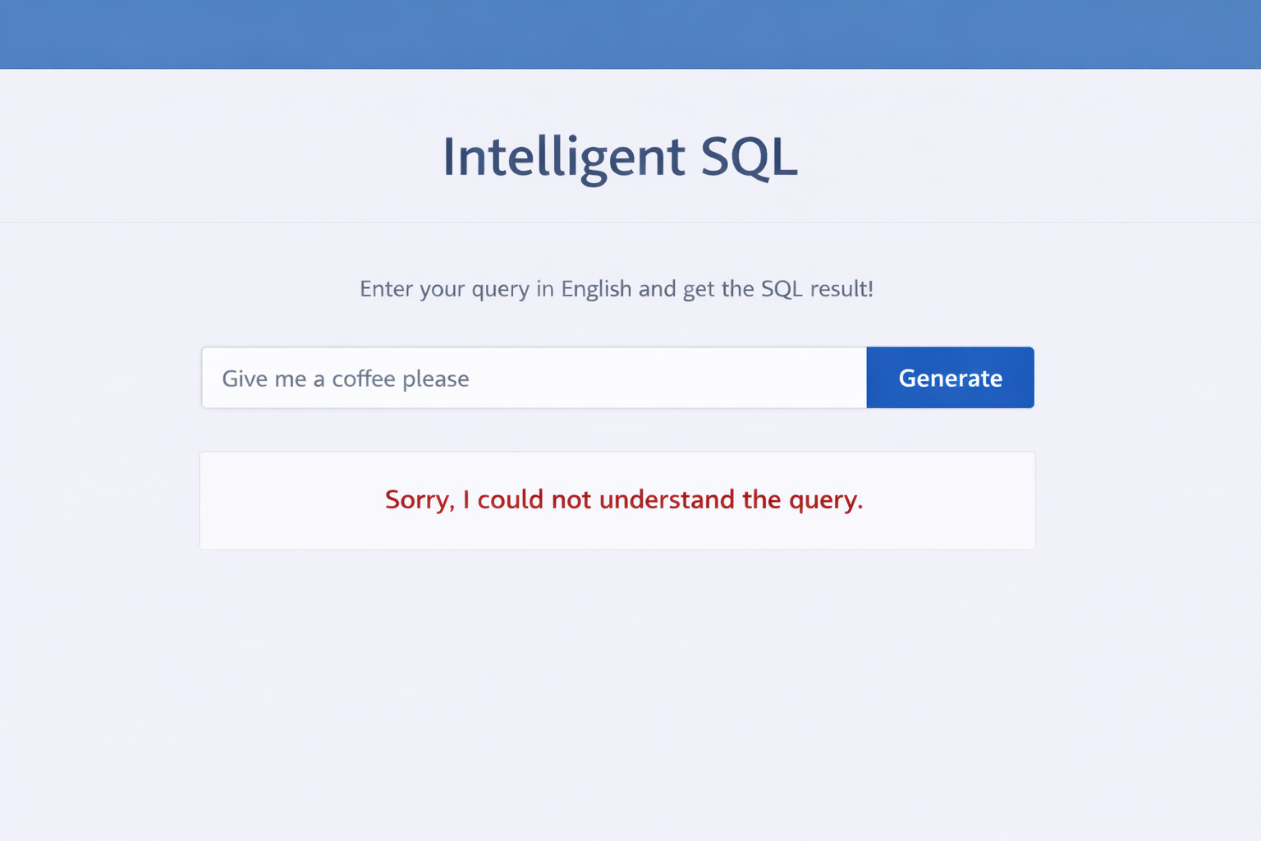 Intelligent SQL
Enter your query in English and get the SQL result!
Give me a coffee please
Generate
Sorry, I could not understand the query.